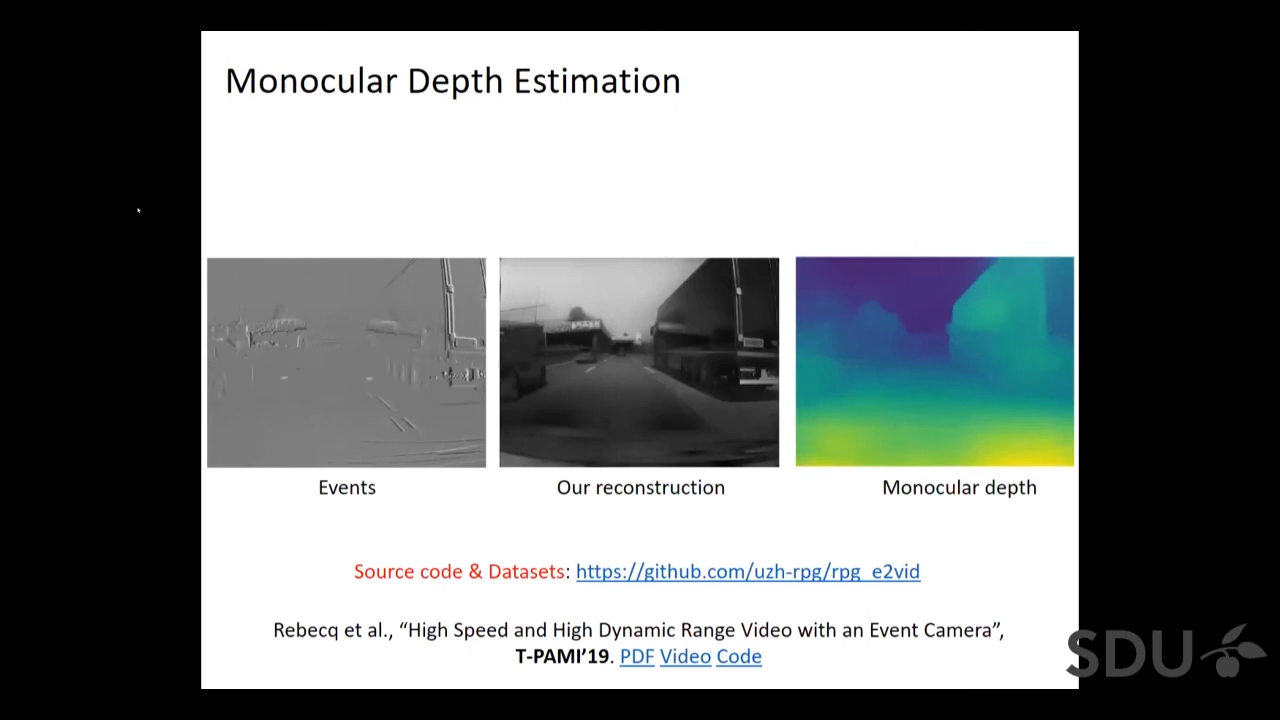 Monocular Depth Estimation
Events
Our reconstruction
Monocular depth
Source code & Datasets: https://github.com/uzh-rpg/rpg_e2vid
Rebecq et al., “High Speed and High Dynamic Range Video with an Event Camera”,
T-PAMI’19. PDF Video Code
SDU